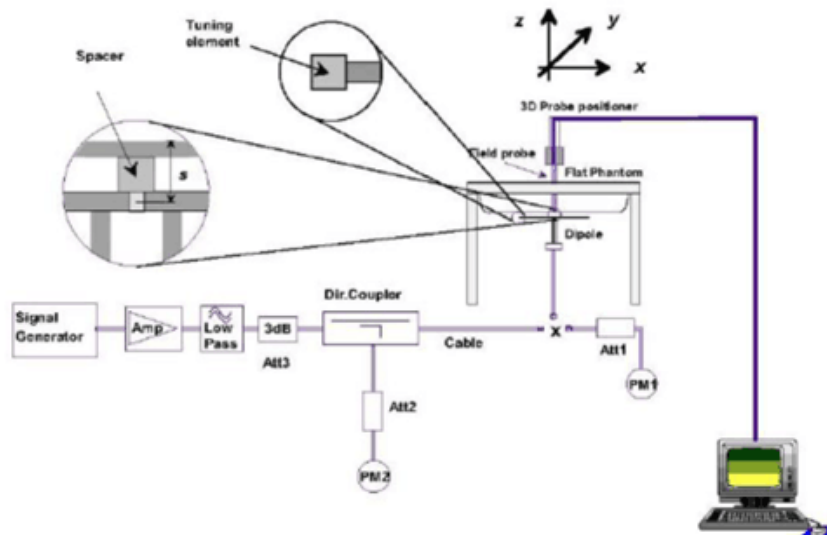 Tuning
element
Spacer
s
z
y
x
3D Probe positioner
Field probe
Flat Phantom
Dipole
Signal
Generator
Amp
Low
Pass
3dB
Att3
Dir.Coupler
Cable
x
Att1
PM1
Att2
PM2